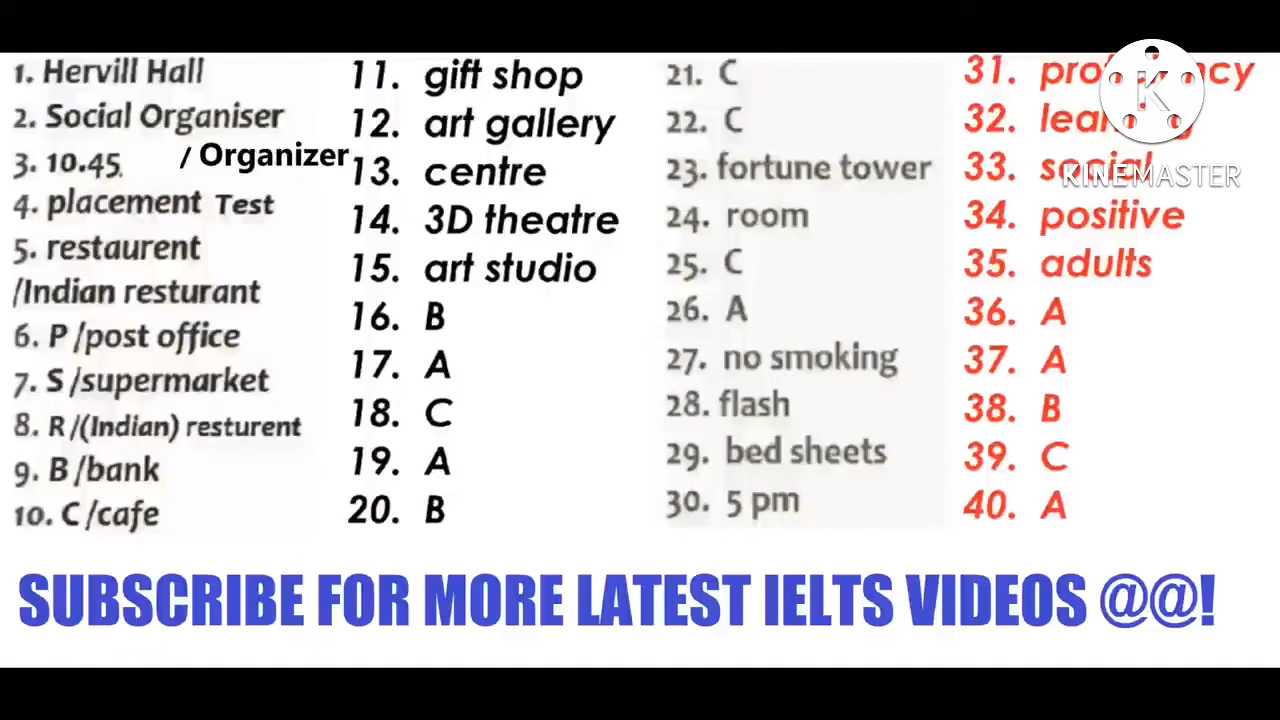 1. Hervill Hall
2. Social Organiser
/ Organizer
3. 10.45
4. placement Test
5. restaurent
/Indian resturant
6. P /post office
7. S /supermarket
8. R /(Indian) resturent
9. B /bank
10. C /cafe
11. gift shop
12. art gallery
13. centre
14. 3D theatre
15. art studio
16. B
17. A
18. C
19. A
20. B
21. C
22. C
23. fortune tower
24. room
25. C
26. A
27. no smoking
28. flash
29. bed sheets
30. 5 pm
31.
32.
33. social
34. positive
35. adults
36. A
37. A
38. B
39. C
40. A
K
KINEMASTER
SUBSCRIBE FOR MORE LATEST IELTS VIDEOS @@!